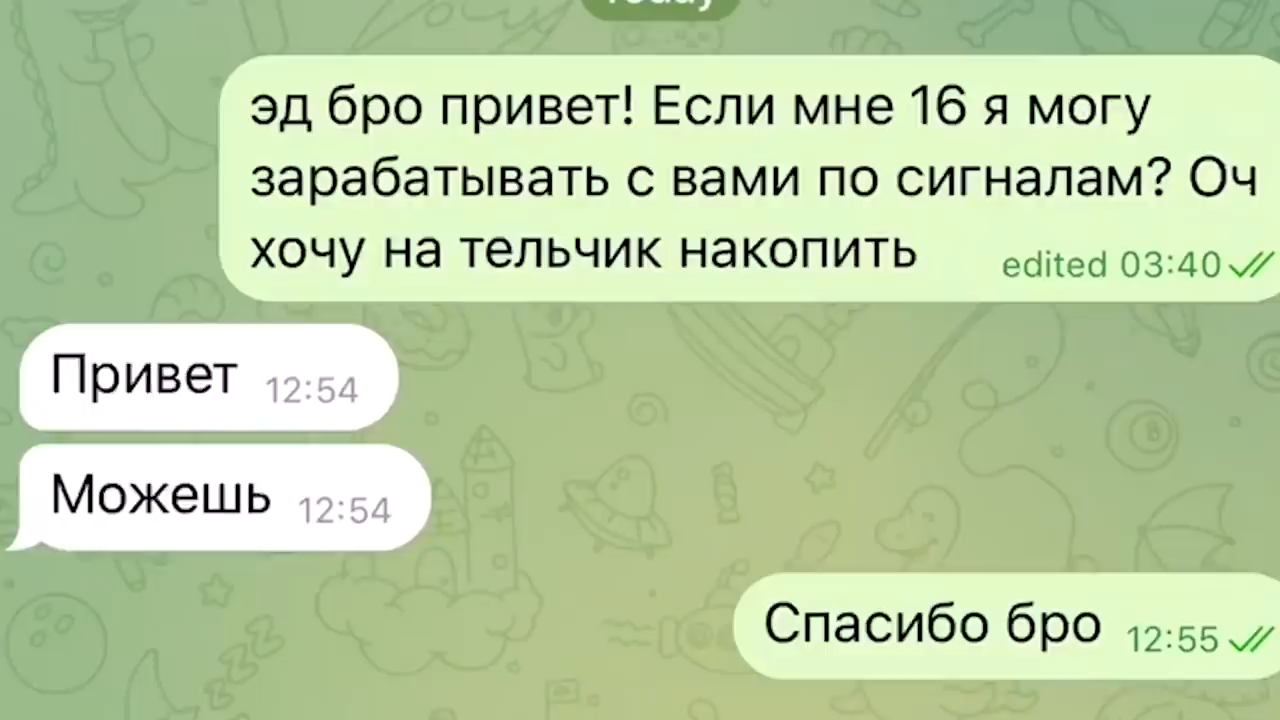 Today
эд бро привет! Если мне 16 я могу
зарабатывать с вами по сигналам? Оч
хочу на тельчик накопить
edited 03:40
Привет 12:54
Можешь 12:54
Спасибо бро 12:55